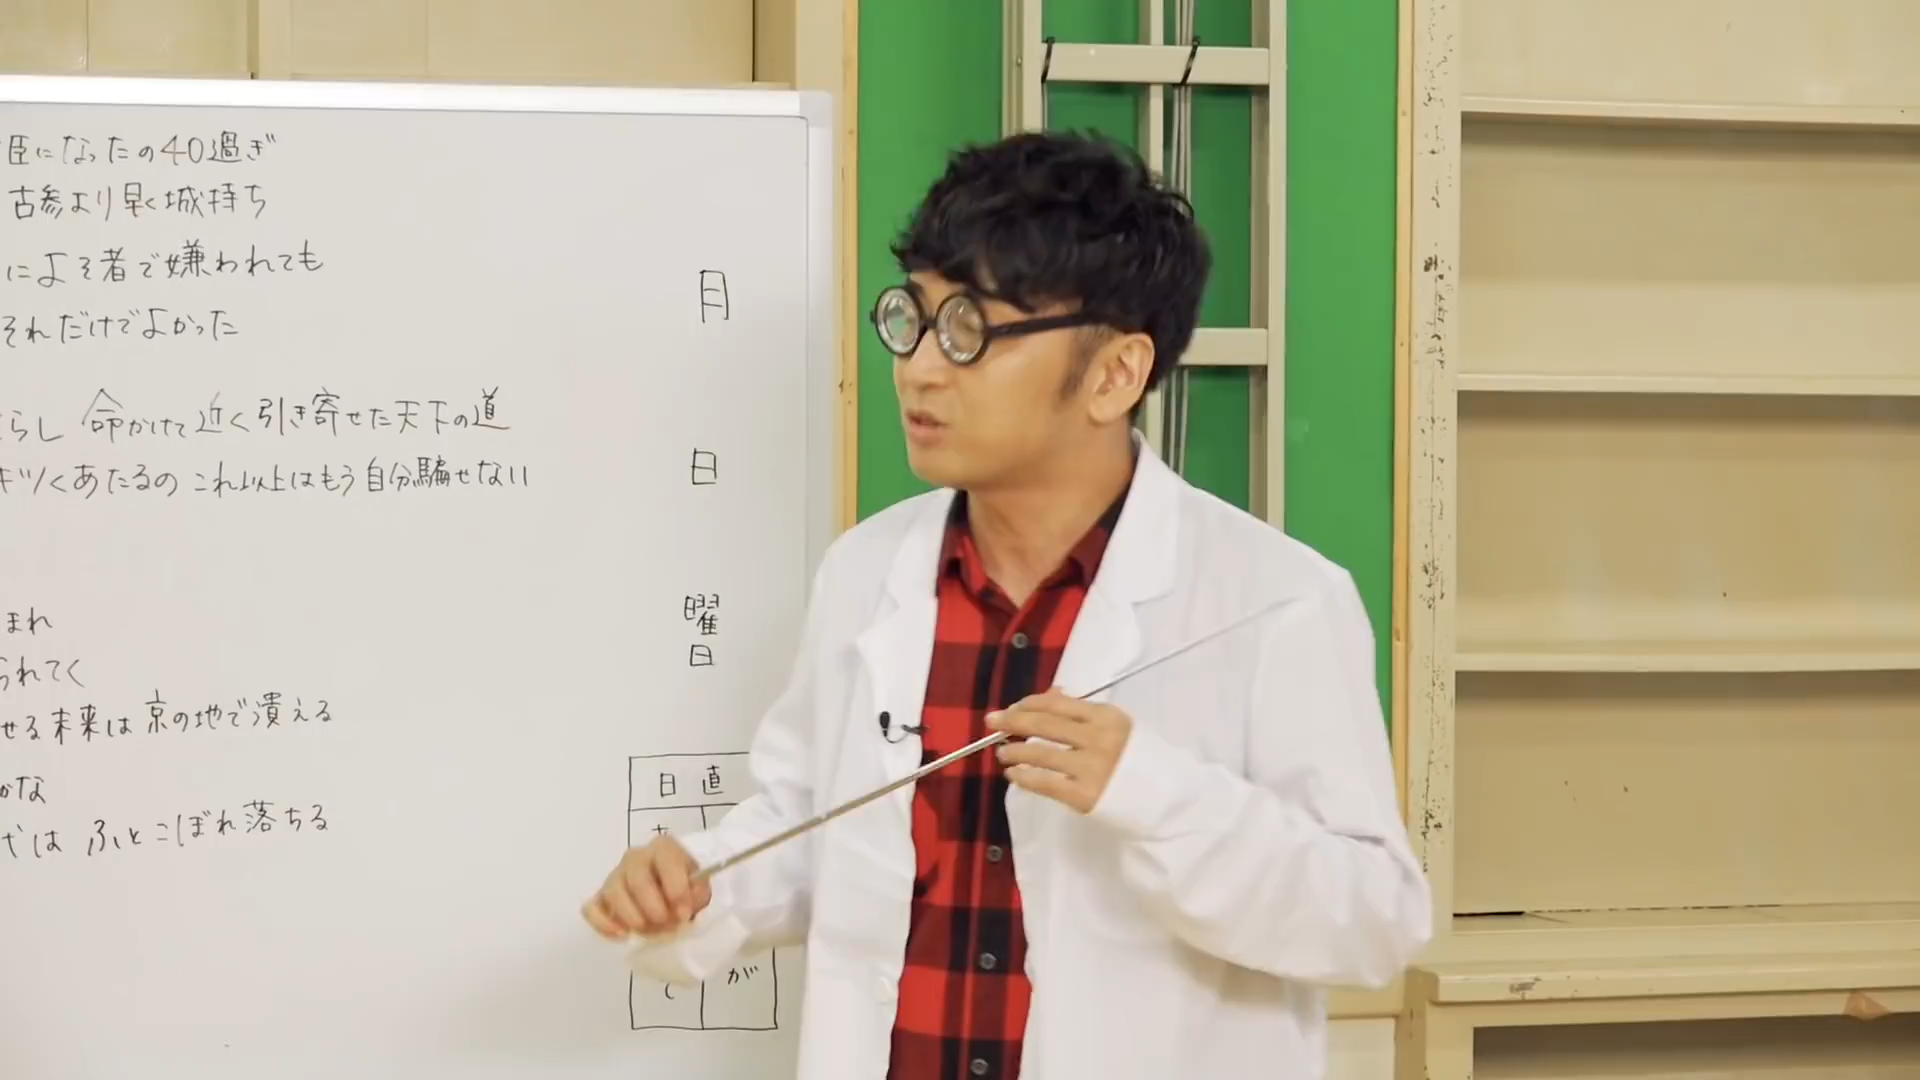 臣になったの40過ぎ
古参より早く城持ち
によそ者で嫌われても
それだけでよかった
らし 命かけて近く引き寄せた天下の道
キツくあたるの これ以上はもう自分騙せない
まれ
られてく
せる未来は京の地で潰える
かな
代は ふとこぼれ落ちる
月
日
曜
日
日直
が